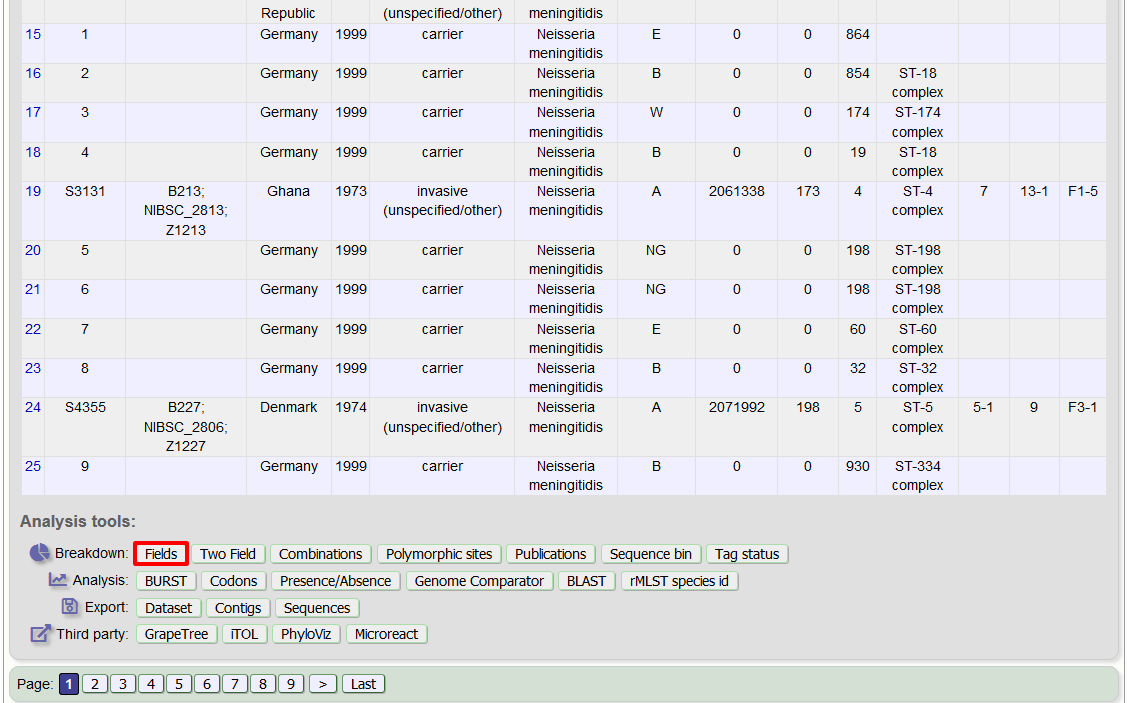 Republic (unspecified/other) meningitidis
15 1 Germany 1999 carrier Neisseria E 0 0 864
meningitidis
16 2 Germany 1999 carrier Neisseria B 0 0 854 ST-18
meningitidis complex
17 3 Germany 1999 carrier Neisseria W 0 0 174 ST-174
meningitidis complex
18 4 Germany 1999 carrier Neisseria B 0 0 19 ST-18
meningitidis complex
19 S3131 B213; Ghana 1973 invasive Neisseria A 2061338 173 4 ST-4 7 13-1 F1-5
NIBSC_2813; (unspecified/other) meningitidis complex
Z1213
20 5 Germany 1999 carrier Neisseria NG 0 0 198 ST-198
meningitidis complex
21 6 Germany 1999 carrier Neisseria NG 0 0 198 ST-198
meningitidis complex
22 7 Germany 1999 carrier Neisseria E 0 0 60 ST-60
meningitidis complex
23 8 Germany 1999 carrier Neisseria B 0 0 32 ST-32
meningitidis complex
24 S4355 B227; Denmark 1974 invasive Neisseria A 2071992 198 5 ST-5 5-1 9 F3-1
NIBSC_2806; (unspecified/other) meningitidis complex
Z1227
25 9 Germany 1999 carrier Neisseria B 0 0 930 ST-334
meningitidis complex
Analysis tools:
Breakdown: Fields Two Field Combinations Polymorphic sites Publications Sequence bin Tag status
Analysis: BURST Codons Presence/Absence Genome Comparator BLAST rMLST species id
Export: Dataset Contigs Sequences
Third party: GrapeTree iTOL PhyloViz Microreact
Page: 1 2 3 4 5 6 7 8 9 > Last